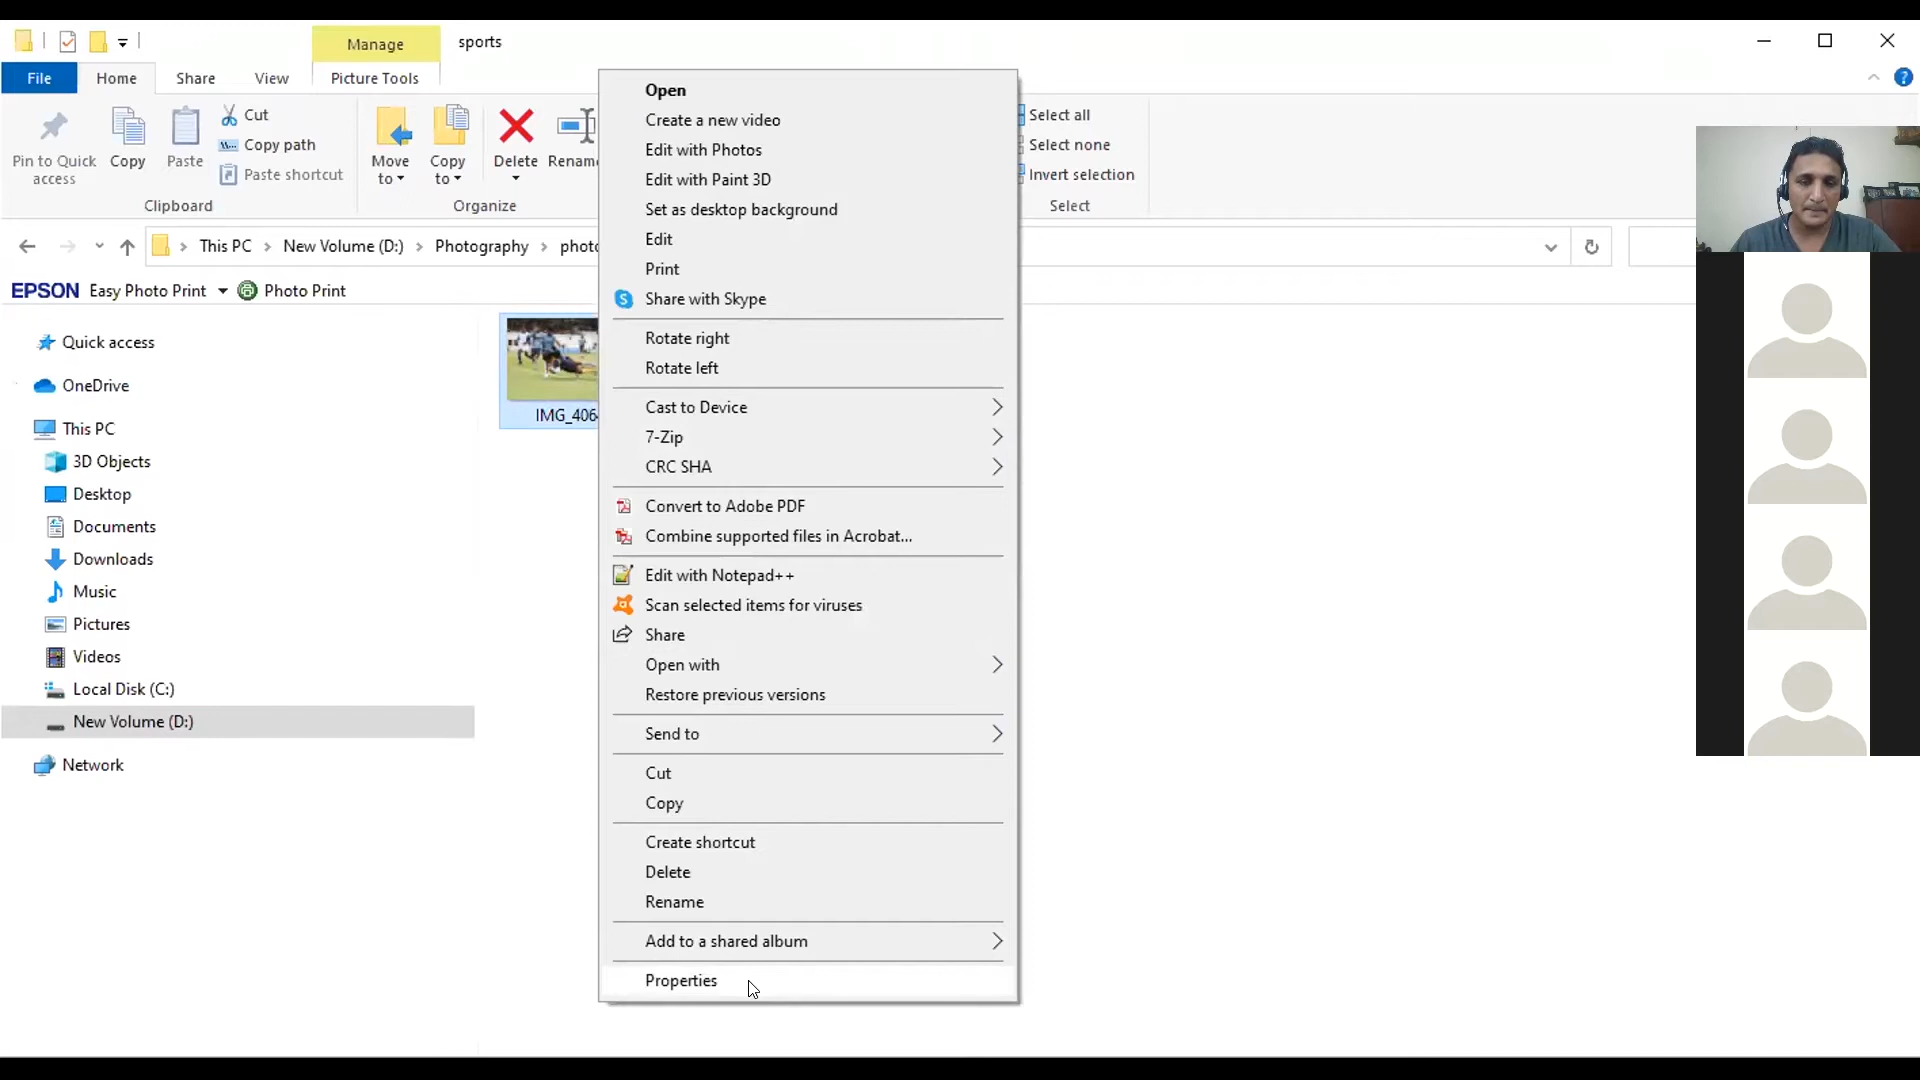 Manage
sports
File
Home
Share
View
Picture Tools
Pin to Quick
access
Copy
Paste
Cut
Copy path
Paste shortcut
Clipboard
Move
to
Copy
to
Delete
Organize
Select all
Select none
Invert selection
Select
This PC
New Volume (D:)
Photography
EPSON Easy Photo Print
Photo Print
Quick access
OneDrive
This PC
3D Objects
Desktop
Documents
Downloads
Music
Pictures
Videos
Local Disk (C:)
New Volume (D:)
Network
Open
Create a new video
Edit with Photos
Edit with Paint 3D
Set as desktop background
Edit
Print
Share with Skype
Rotate right
Rotate left
Cast to Device
7-Zip
CRC SHA
Convert to Adobe PDF
Combine supported files in Acrobat...
Edit with Notepad++
Scan selected items for viruses
Share
Open with
Restore previous versions
Send to
Cut
Copy
Create shortcut
Delete
Rename
Add to a shared album
Properties